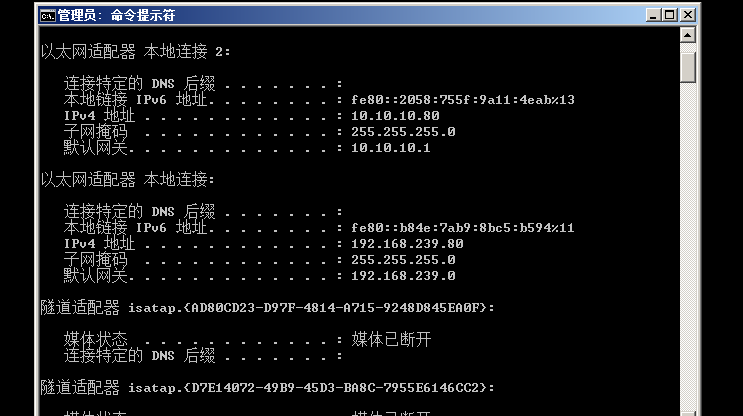 管理员: 命令提示符
以太网适配器 本地连接 2:
连接特定的 DNS 后缀 . . . . . . . :
本地链接 IPv6 地址. . . . . . . . : fe80::2058:755f:9a11:4eab%13
IPv4 地址 . . . . . . . . . . . . : 10.10.10.80
子网掩码  . . . . . . . . . . . . : 255.255.255.0
默认网关. . . . . . . . . . . . . : 10.10.10.1
以太网适配器 本地连接:
连接特定的 DNS 后缀 . . . . . . . :
本地链接 IPv6 地址. . . . . . . . : fe80::b84e:7ab9:8bc5:b594%11
IPv4 地址 . . . . . . . . . . . . : 192.168.239.80
子网掩码  . . . . . . . . . . . . : 255.255.255.0
默认网关. . . . . . . . . . . . . : 192.168.239.0
隧道适配器 isatap.{AD80CD23-D97F-4814-A715-9248D845EA0F}:
媒体状态  . . . . . . . . . . . . : 媒体已断开
连接特定的 DNS 后缀 . . . . . . . :
隧道适配器 isatap.{D7E14072-49B9-45D3-BA8C-7955E6146CC2}: